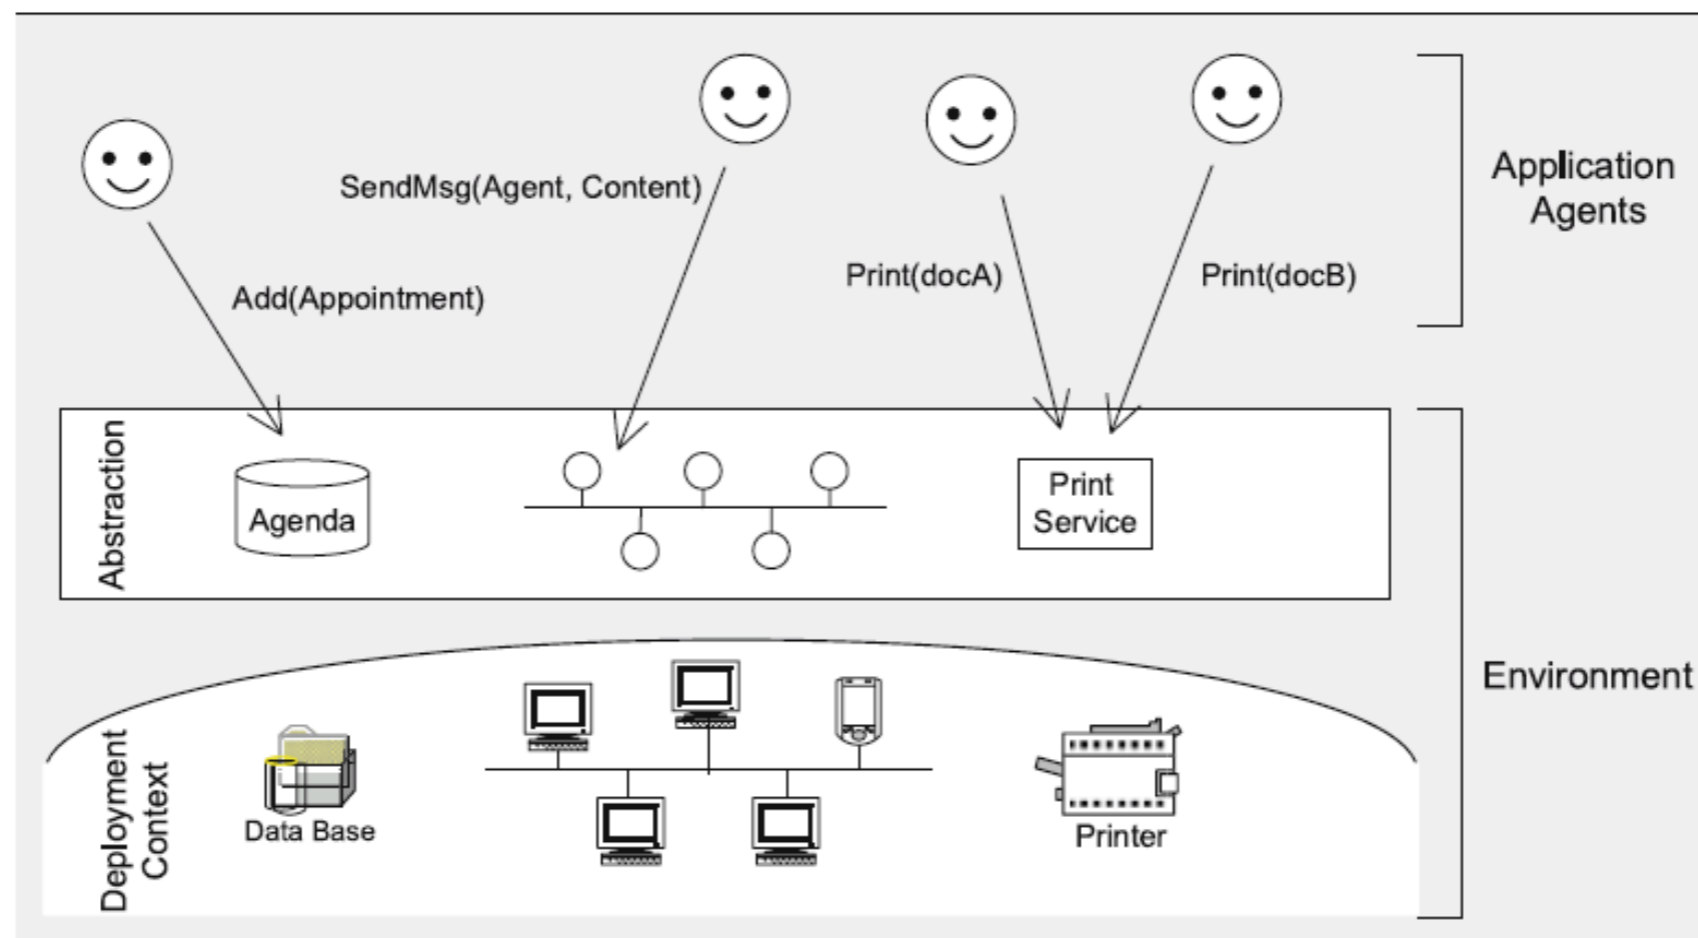 SendMsg(Agent, Content)
Add(Appointment)
Print(docA)
Print(docB)
Application
Agents
Abstraction
Agenda
Print
Service
Environment
Deployment
Context
Data Base
Printer